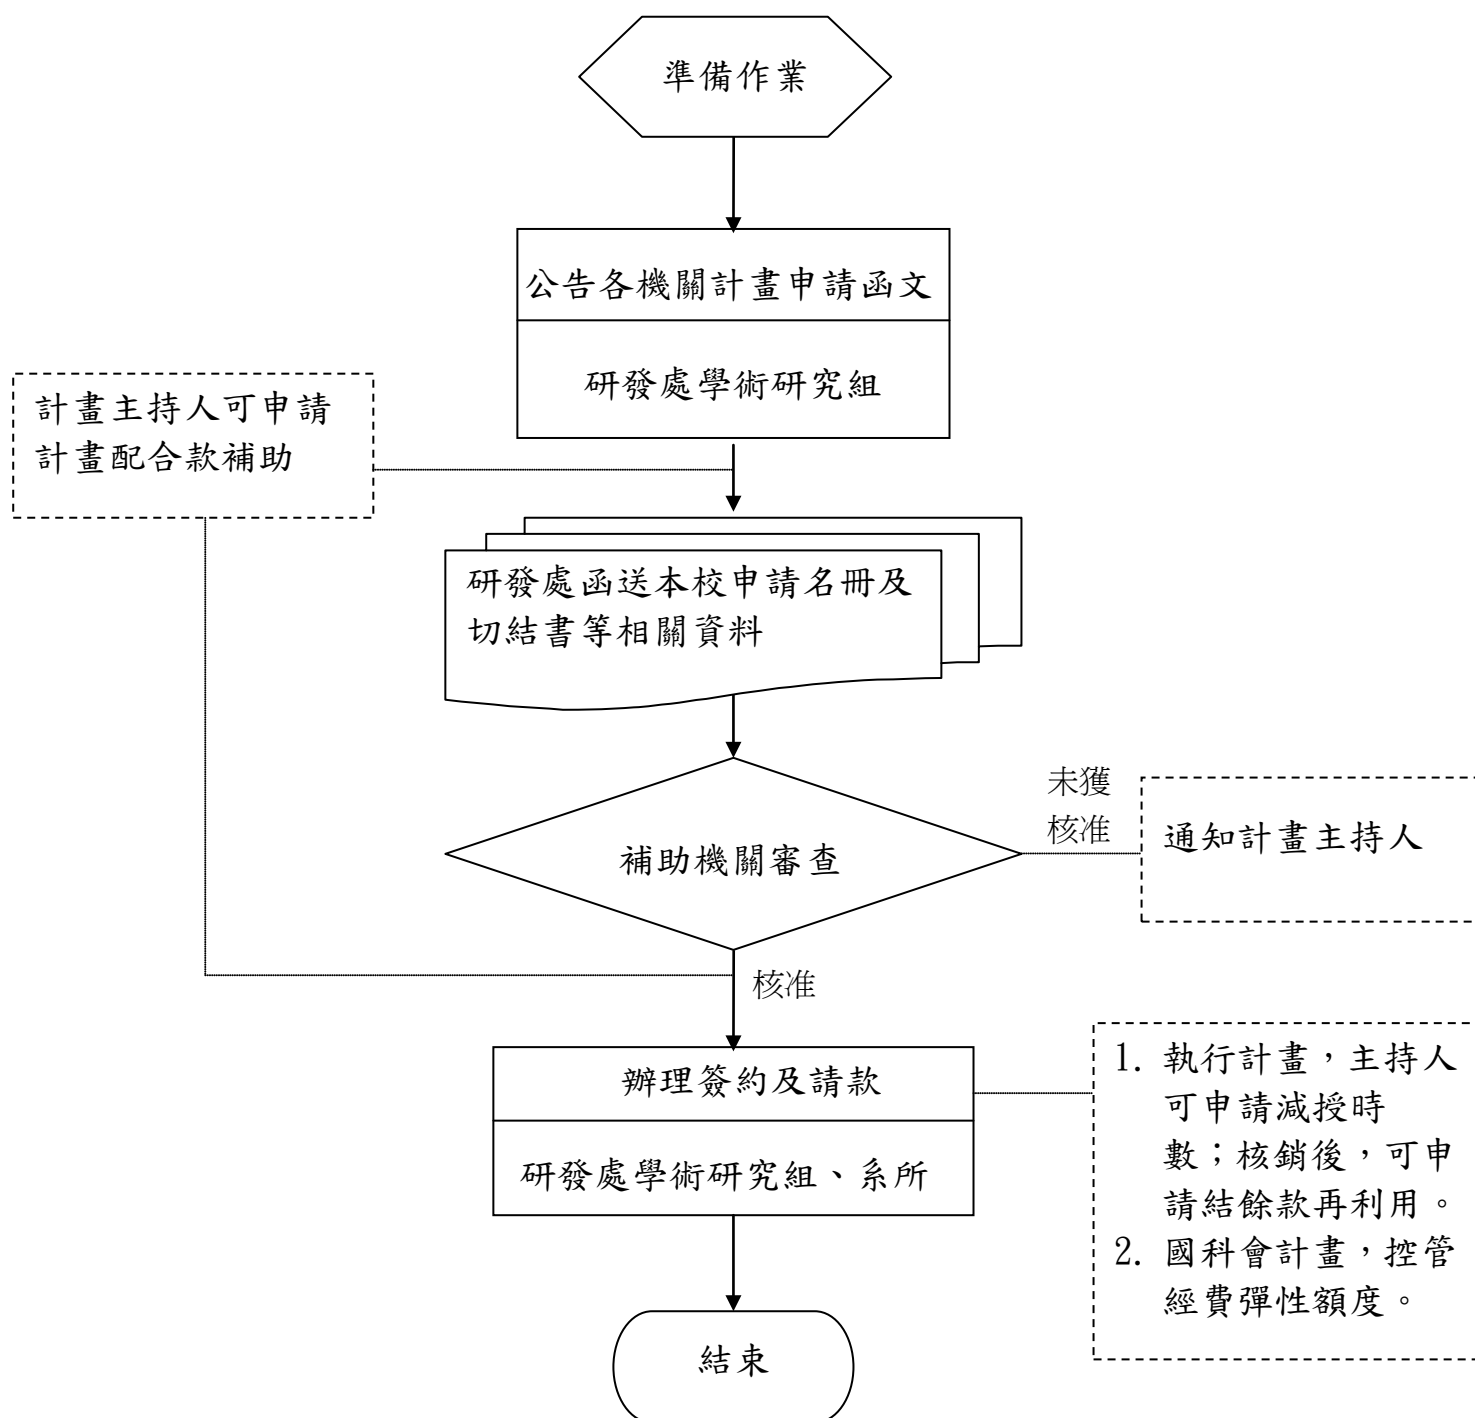 準備作業
公告各機關計畫申請函文
研發處學術研究組
計畫主持人可申請
計畫配合款補助
研發處函送本校申請名冊及
切結書等相關資料
補助機關審查
未獲
核准
通知計畫主持人
核准
辦理簽約及請款
研發處學術研究組、系所
1. 執行計畫，主持人
可申請減授時
數；核銷後，可申
請結餘款再利用。
2. 國科會計畫，控管
經費彈性額度。
結束